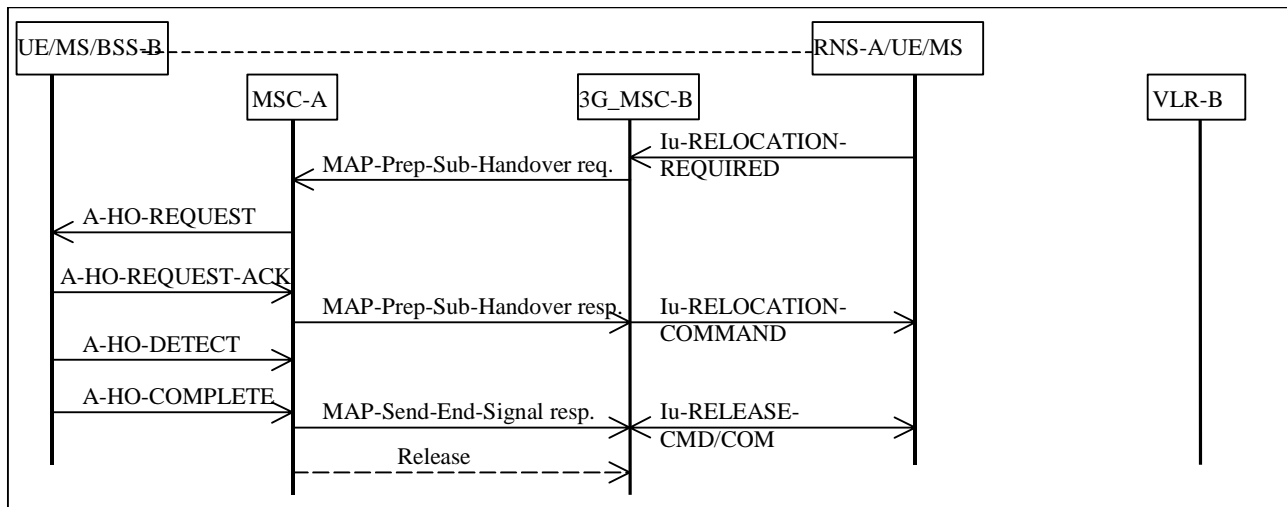 UE/MS/BSS-B
RNS-A/UE/MS
MSC-A
3G_MSC-B
VLR-B
Iu-RELOCATION-
REQUIRED
MAP-Prep-Sub-Handover req.
A-HO-REQUEST
A-HO-REQUEST-ACK
MAP-Prep-Sub-Handover resp.
Iu-RELOCATION-
COMMAND
A-HO-DETECT
A-HO-COMPLETE
MAP-Send-End-Signal resp.
Iu-RELEASE-
CMD/COM
Release